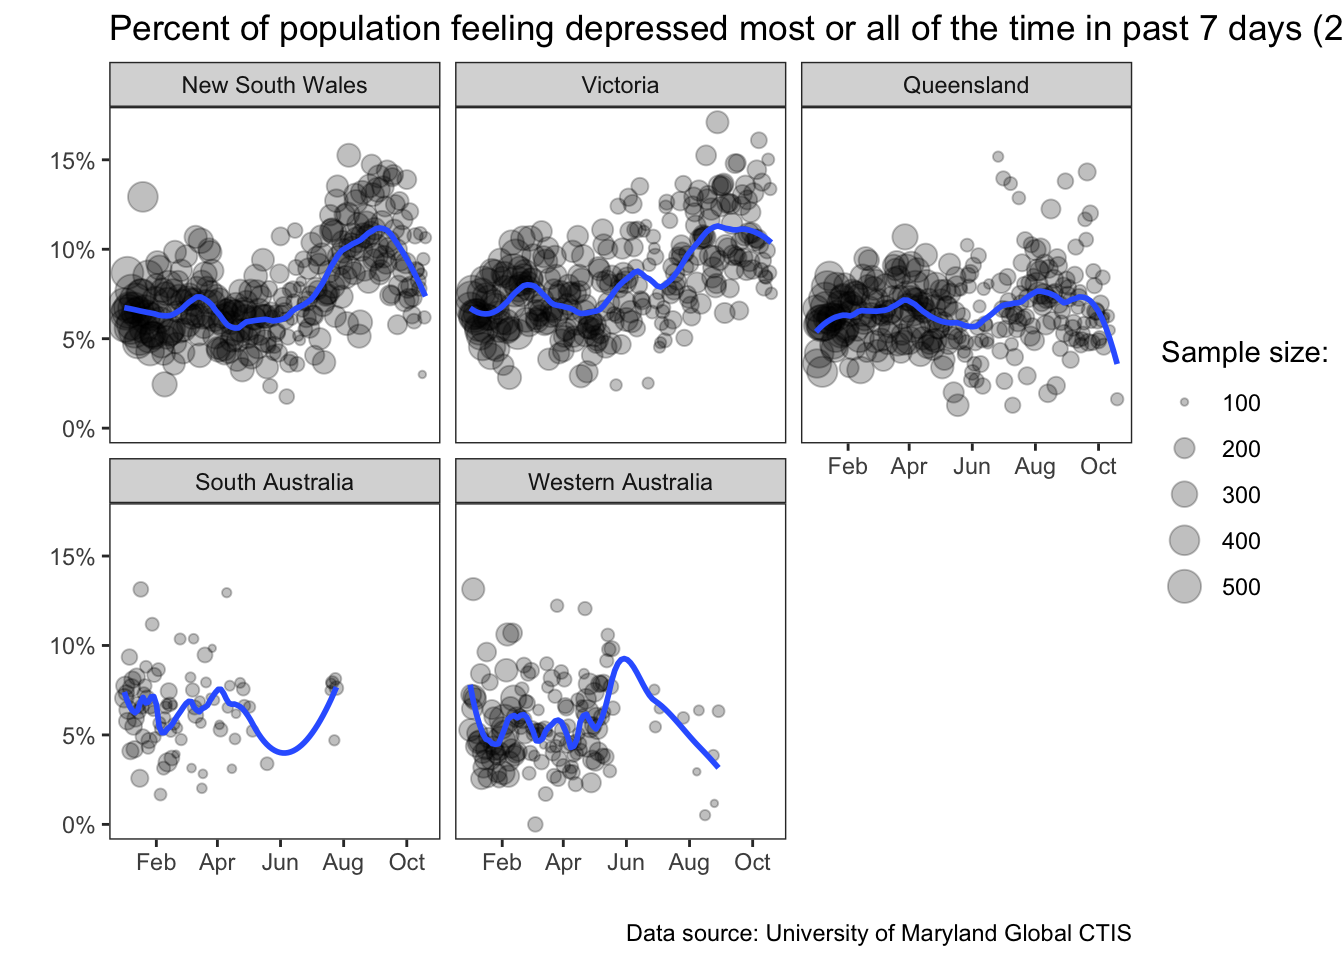 Percent of population feeling depressed most or all of the time in past 7 days (2
New South Wales
Victoria
Queensland
15%
10%
5%
0%
Feb Apr Jun Aug Oct
South Australia
Western Australia
15%
10%
5%
0%
Feb Apr Jun Aug Oct
Feb Apr Jun Aug Oct
Sample size:
100
200
300
400
500
Data source: University of Maryland Global CTIS